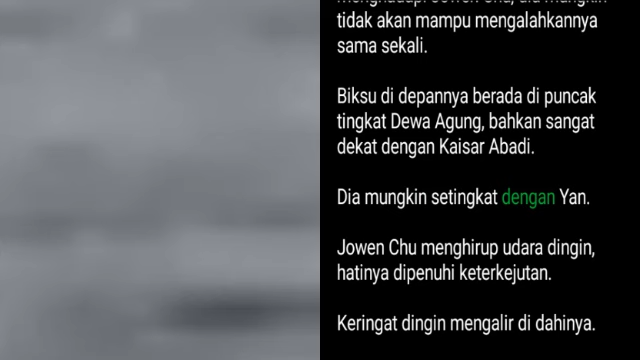 tidak akan mampu mengalahkannya
sama sekali.
Biksu di depannya berada di puncak
tingkat Dewa Agung, bahkan sangat
dekat dengan Kaisar Abadi.
Dia mungkin setingkat dengan Yan.
Jowen Chu menghirup udara dingin,
hatinya dipenuhi keterkejutan.
Keringat dingin mengalir di dahinya.